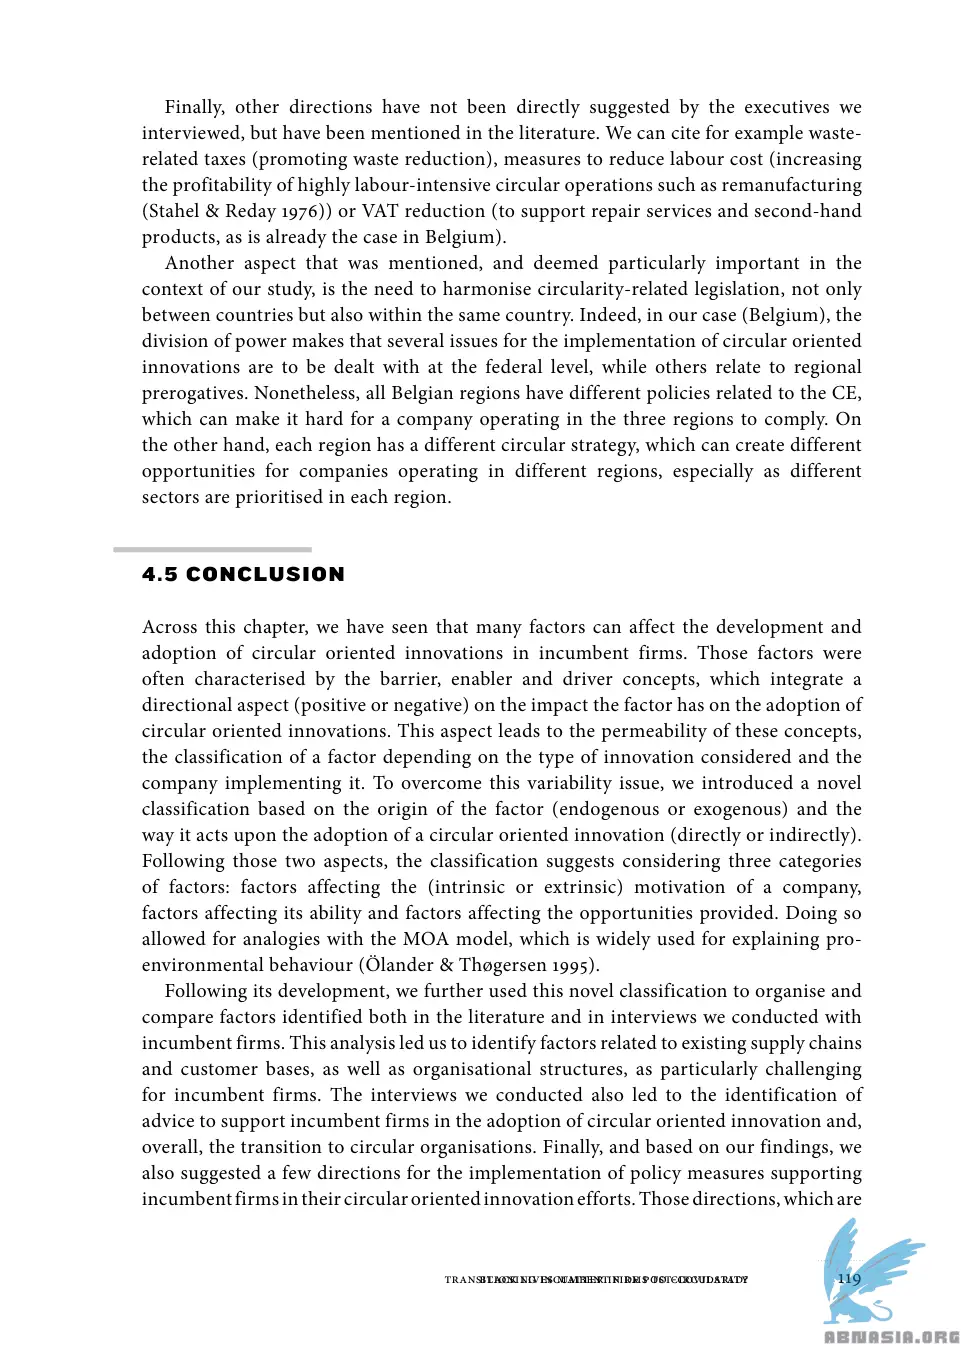 Finally, other directions have not been directly suggested by the executives we
interviewed, but have been mentioned in the literature. We can cite for example waste-
related taxes (promoting waste reduction), measures to reduce labour cost (increasing
the profitability of highly labour-intensive circular operations such as remanufacturing
(Stahel & Reday 1976)) or VAT reduction (to support repair services and second-hand
products, as is already the case in Belgium).
Another aspect that was mentioned, and deemed particularly important in the
context of our study, is the need to harmonise circularity-related legislation, not only
between countries but also within the same country. Indeed, in our case (Belgium), the
division of power makes that several issues for the implementation of circular oriented
innovations are to be dealt with at the federal level, while others relate to regional
prerogatives. Nonetheless, all Belgian regions have different policies related to the CE,
which can make it hard for a company operating in the three regions to comply. On
the other hand, each region has a different circular strategy, which can create different
opportunities for companies operating in different regions, especially as different
sectors are prioritised in each region.
4.5 CONCLUSION
Across this chapter, we have seen that many factors can affect the development and
adoption of circular oriented innovations in incumbent firms. Those factors were
often characterised by the barrier, enabler and driver concepts, which integrate a
directional aspect (positive or negative) on the impact the factor has on the adoption of
circular oriented innovations. This aspect leads to the permeability of these concepts,
the classification of a factor depending on the type of innovation considered and the
company implementing it. To overcome this variability issue, we introduced a novel
classification based on the origin of the factor (endogenous or exogenous) and the
way it acts upon the adoption of a circular oriented innovation (directly or indirectly).
Following those two aspects, the classification suggests considering three categories
of factors: factors affecting the (intrinsic or extrinsic) motivation of a company,
factors affecting its ability and factors affecting the opportunities provided. Doing so
allowed for analogies with the MOA model, which is widely used for explaining pro-
environmental behaviour (Ölander & Thøgersen 1995).
Following its development, we further used this novel classification to organise and
compare factors identified both in the literature and in interviews we conducted with
incumbent firms. This analysis led us to identify factors related to existing supply chains
and customer bases, as well as organisational structures, as particularly challenging
for incumbent firms. The interviews we conducted also led to the identification of
advice to support incumbent firms in the adoption of circular oriented innovation and,
overall, the transition to circular organisations. Finally, and based on our findings, we
also suggested a few directions for the implementation of policy measures supporting
incumbent firms in their circular oriented innovation efforts. Those directions, which are
119
ABNASIA.ORG